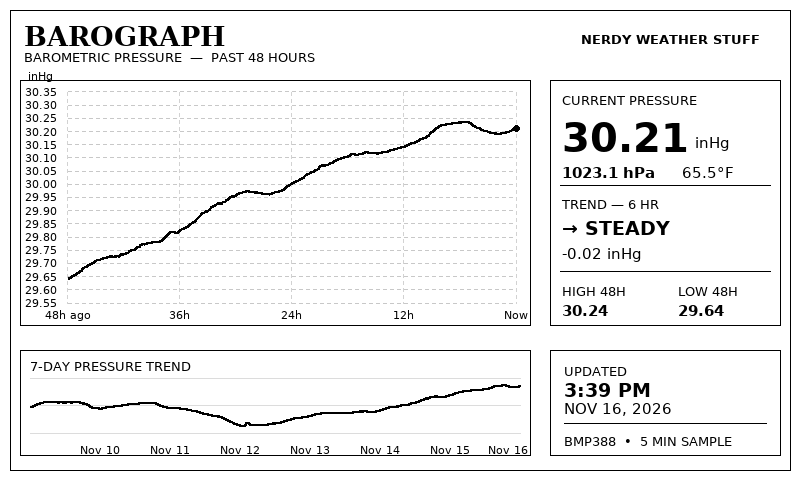 BAROGRAPH
BAROMETRIC PRESSURE — PAST 48 HOURS
NERDY WEATHER STUFF
inHg
30.35
30.30
30.25
30.20
30.15
30.10
30.05
30.00
29.95
29.90
29.85
29.80
29.75
29.70
29.65
29.60
29.55
48h ago 36h 24h 12h Now
CURRENT PRESSURE
30.21 inHg
1023.1 hPa 65.5°F
TREND — 6 HR
→ STEADY
-0.02 inHg
HIGH 48H LOW 48H
30.24 29.64
7-DAY PRESSURE TREND
Nov 10 Nov 11 Nov 12 Nov 13 Nov 14 Nov 15 Nov 16
UPDATED
3:39 PM
NOV 16, 2026
BMP388 • 5 MIN SAMPLE